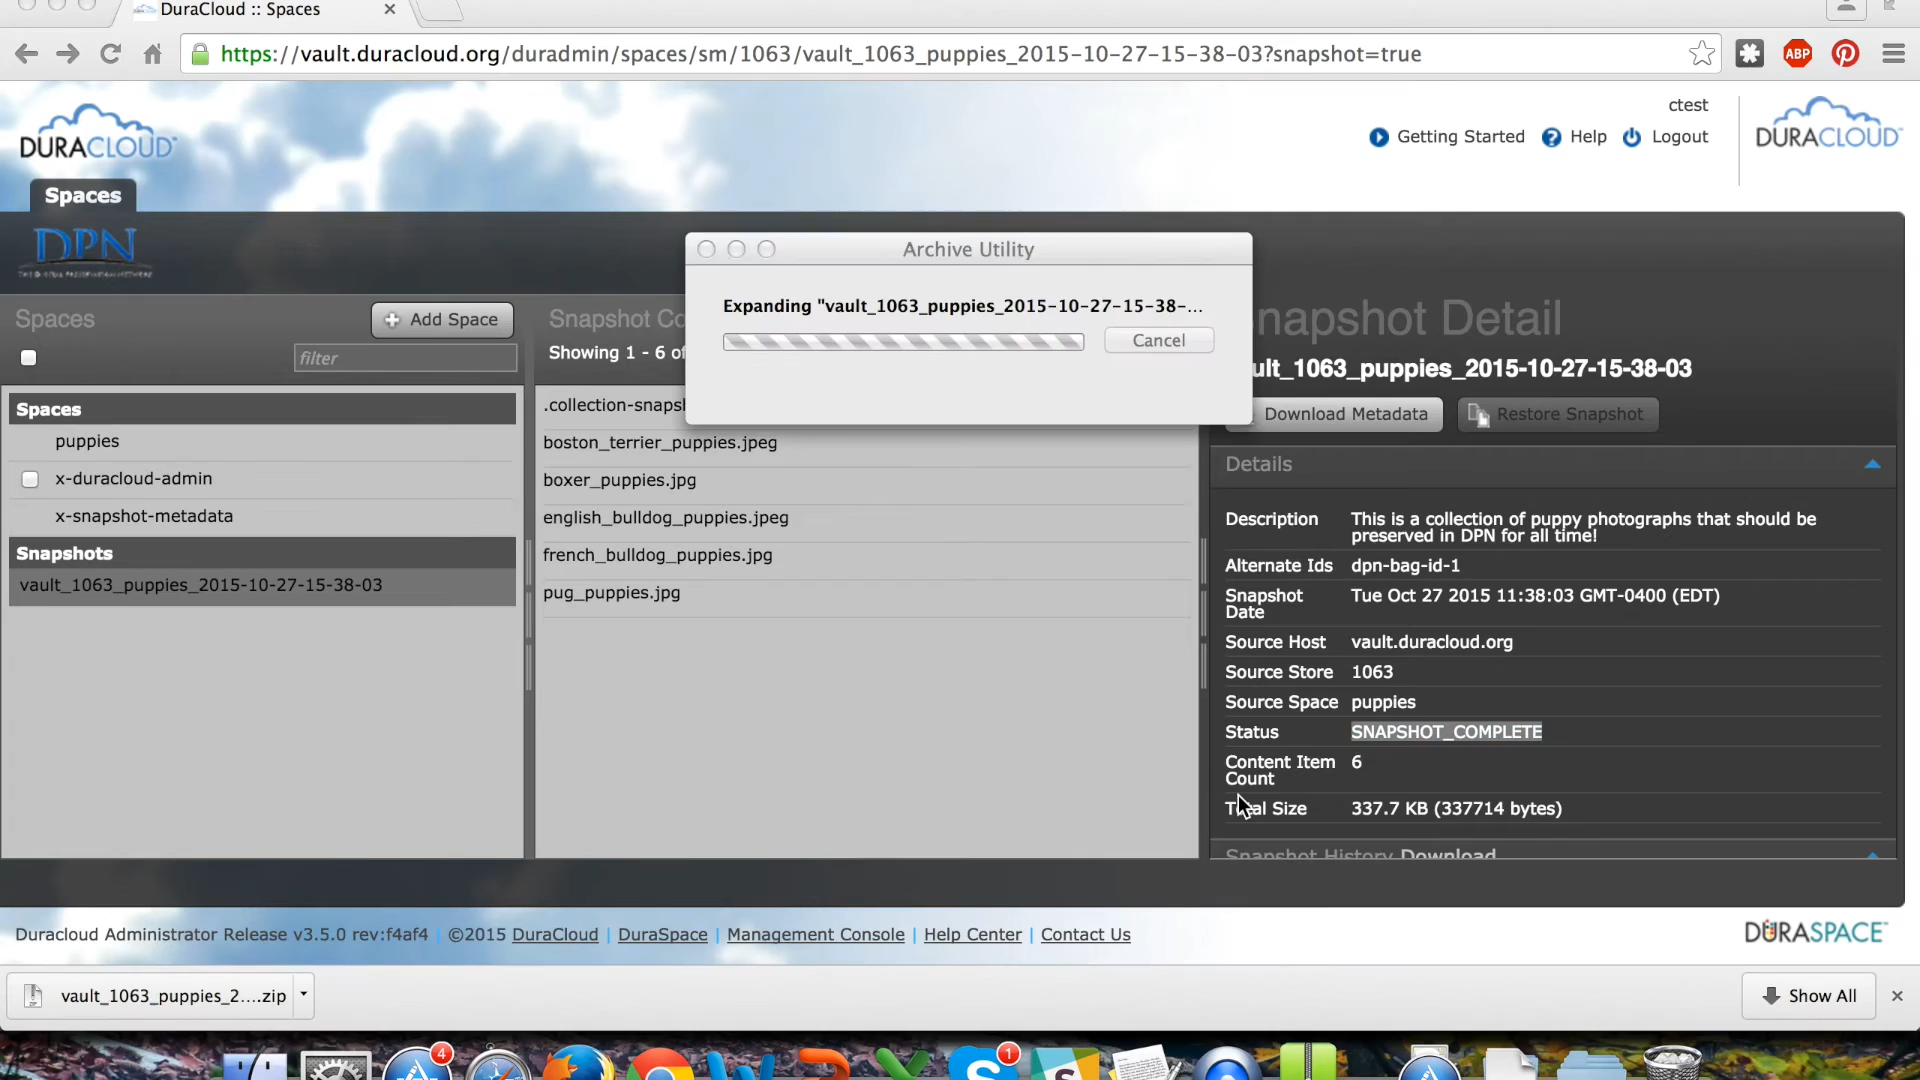 DuraCloud :: Spaces
https://vault.duracloud.org/duradmin/spaces/sm/1063/vault_1063_puppies_2015-10-27-15-38-03?snapshot=true
ABP
ctest
DURACLOUD
Getting Started
Help
Logout
DURACLOUD
Spaces
DPN
Archive Utility
Expanding "vault_1063_puppies_2015-10-27-15-38-...
Cancel
Spaces
Add Space
filter
Snapshot Co
Showing 1 - 6 of
napshot Detail
ult_1063_puppies_2015-10-27-15-38-03
Download Metadata
Restore Snapshot
Spaces
puppies
x-duracloud-admin
x-snapshot-metadata
Snapshots
vault_1063_puppies_2015-10-27-15-38-03
.collection-snapsh
boston_terrier_puppies.jpeg
boxer_puppies.jpg
english_bulldog_puppies.jpeg
french_bulldog_puppies.jpg
pug_puppies.jpg
Details
Description This is a collection of puppy photographs that should be
preserved in DPN for all time!
Alternate Ids dpn-bag-id-1
Snapshot Tue Oct 27 2015 11:38:03 GMT-0400 (EDT)
Date
Source Host vault.duracloud.org
Source Store 1063
Source Space puppies
Status SNAPSHOT_COMPLETE
Content Item 6
Count
Total Size 337.7 KB (337714 bytes)
Snapshot History Download
Duracloud Administrator Release v3.5.0 rev:f4af4 | ©2015 DuraCloud | DuraSpace | Management Console | Help Center | Contact Us
DURASPACE
vault_1063_puppies_2....zip
Show All
4
1